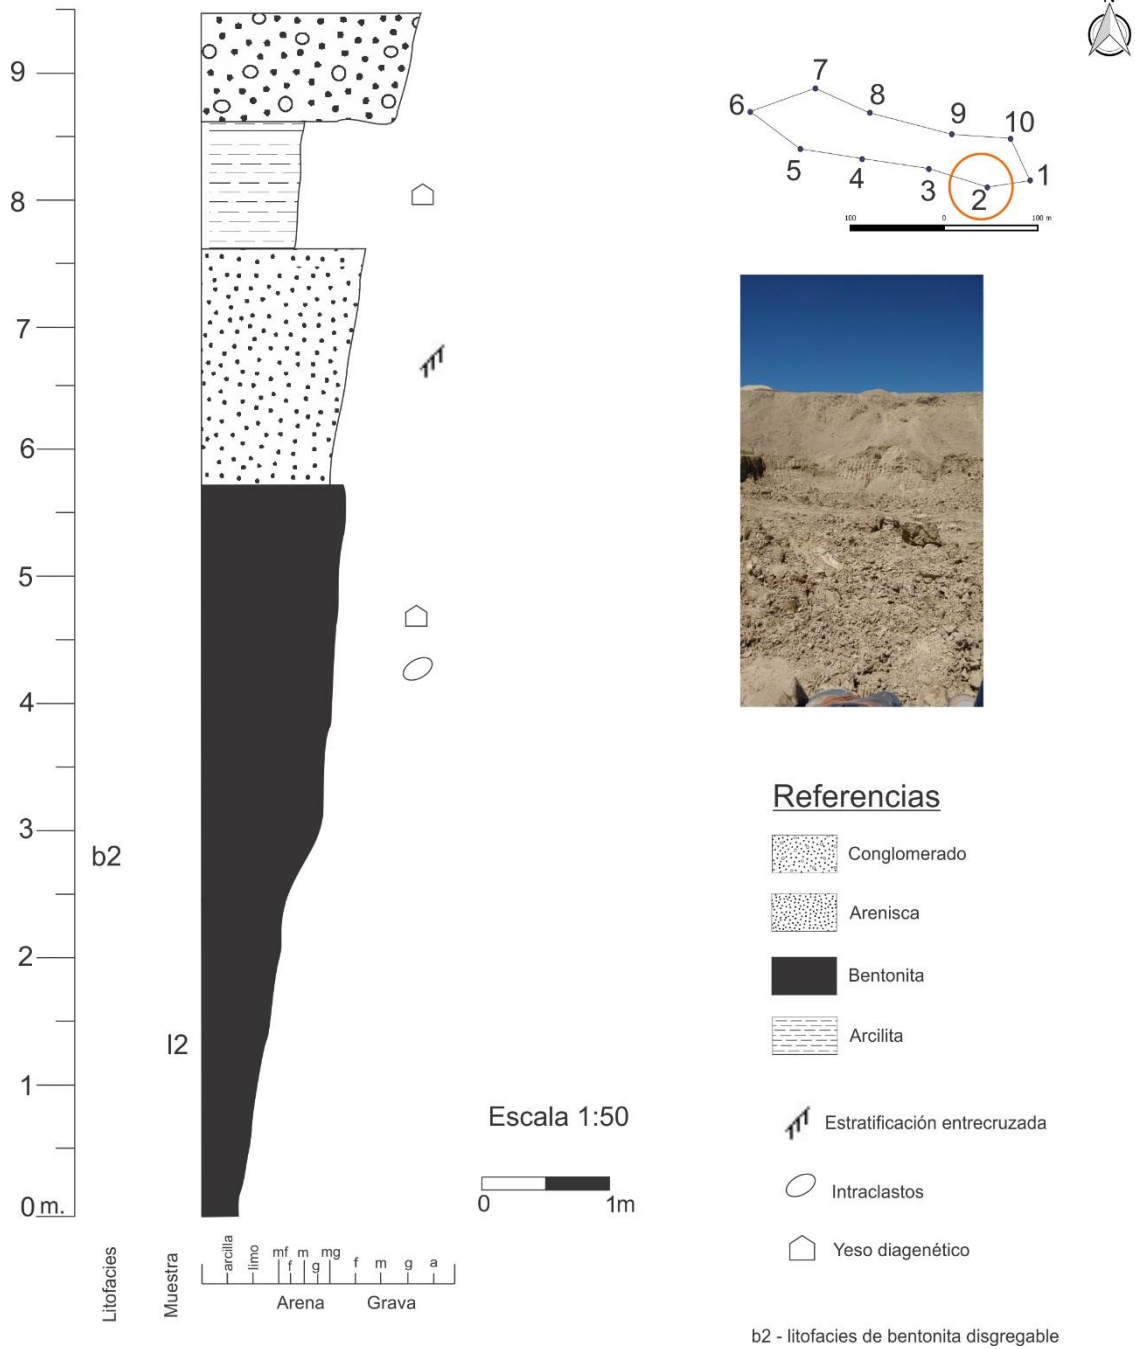 N
9
8
7
6
5
4
3
2
1
0 m.
b2
I2
Litofacies
Muestra
arcilla
limo
mf
f
m
g
mg
f
m
g
a
Arena
Grava
Escala 1:50
0
1m
7
6
8
9
10
5
4
3
2
1
100
0
100 m
Referencias
Conglomerado
Arenisca
Bentonita
Arcilita
Estratificación entrecruzada
Intraclastos
Yeso diagenético
b2 - litofacies de bentonita disgregable